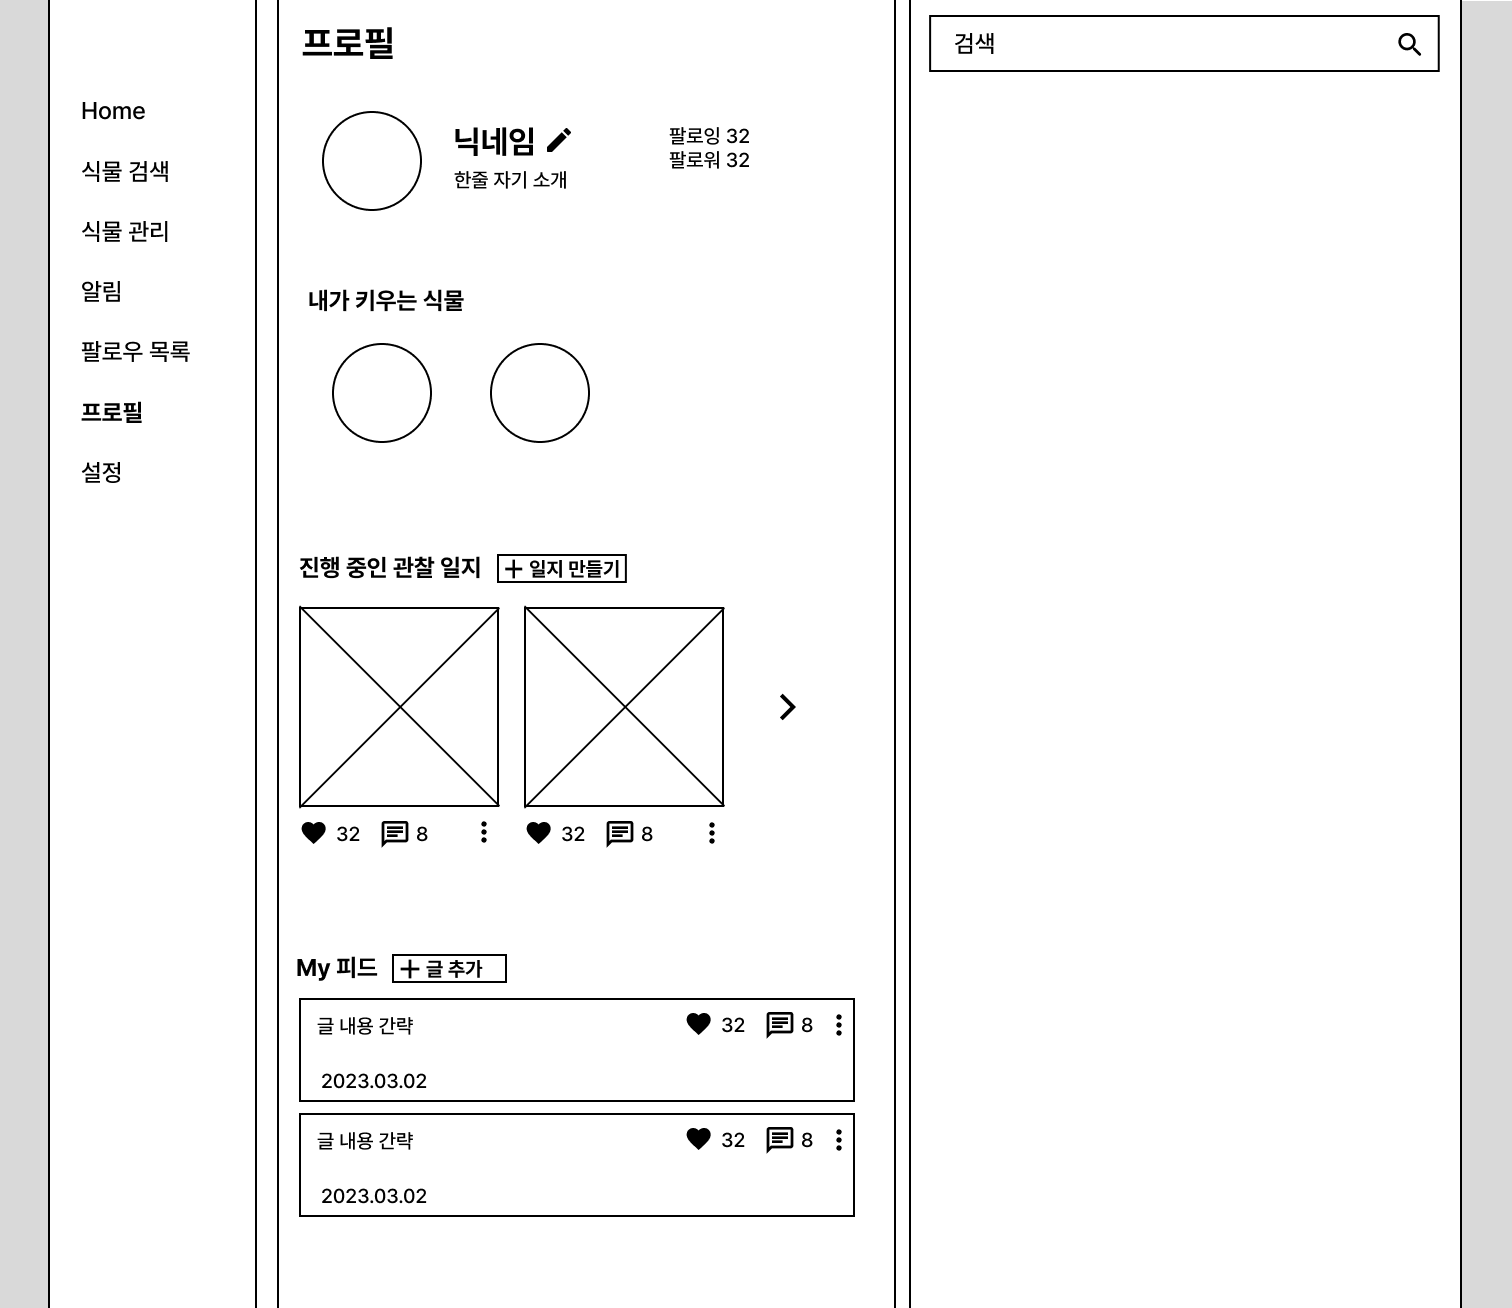 Home
식물 검색
식물 관리
알림
팔로우 목록
프로필
설정
프로필
닉네임
한줄 자기 소개
팔로잉 32
팔로워 32
내가 키우는 식물
진행 중인 관찰 일지
+ 일지 만들기
32 8
32 8
My 피드
+ 글 추가
글 내용 간략
32 8
2023.03.02
글 내용 간략
32 8
2023.03.02
검색